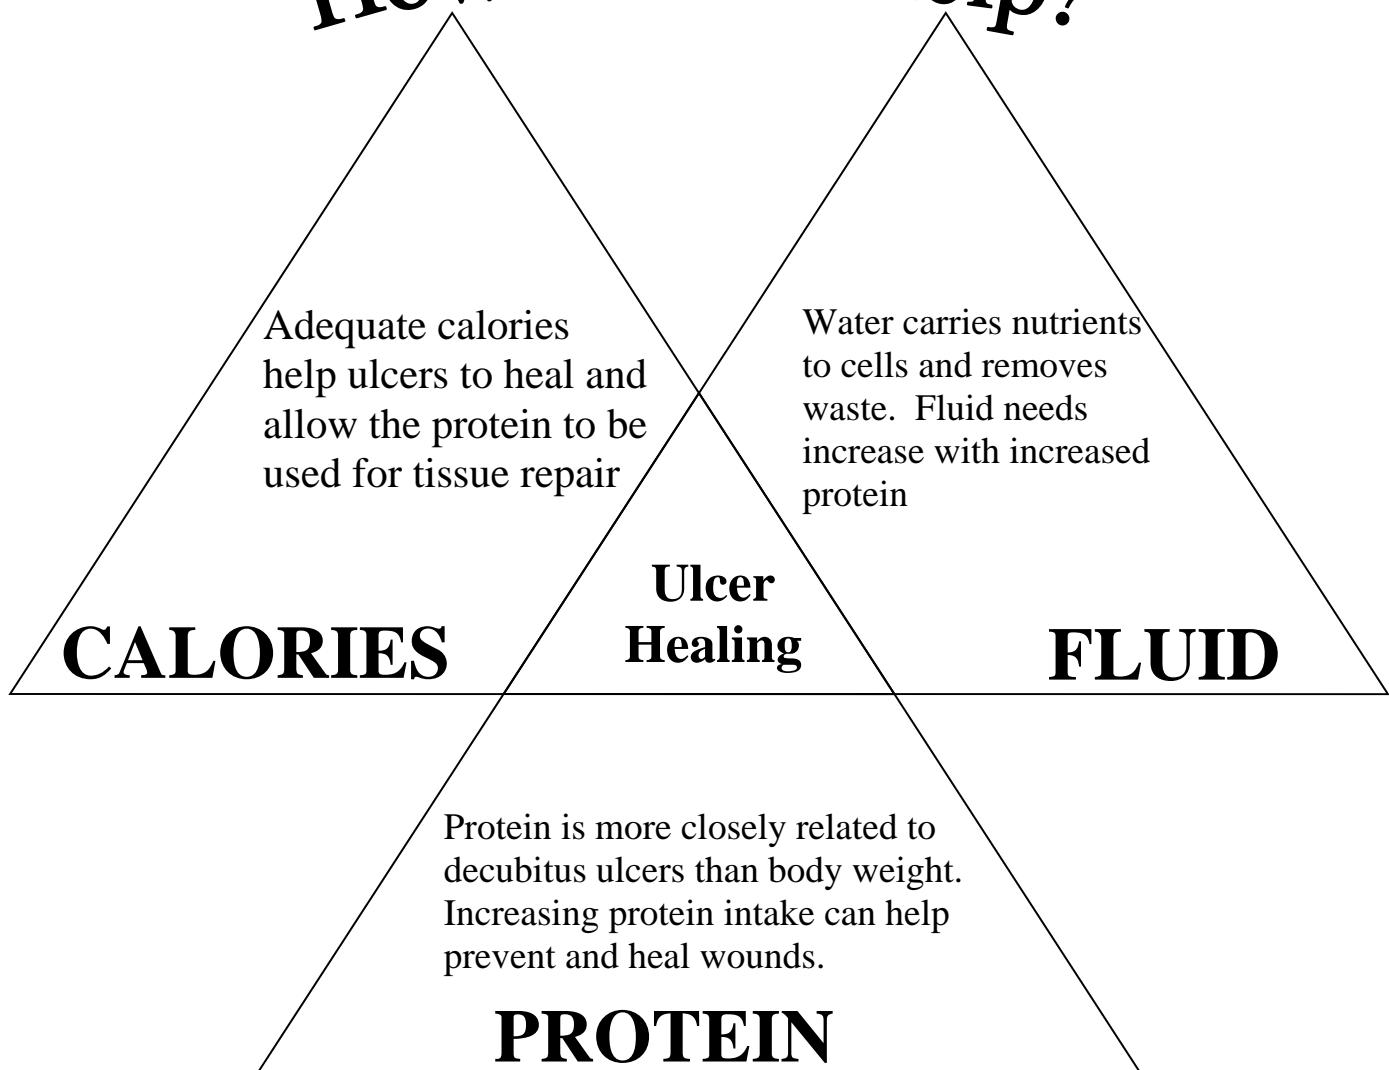 Adequate calories
help ulcers to heal and
allow the protein to be
used for tissue repair
Water carries nutrients
to cells and removes
waste.  Fluid needs
increase with increased
protein
Ulcer
Healing
CALORIES
FLUID
Protein is more closely related to
decubitus ulcers than body weight.
Increasing protein intake can help
prevent and heal wounds.
PROTEIN